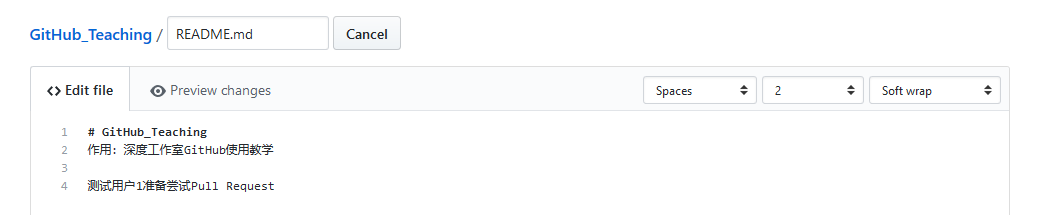 GitHub_Teaching / README.md Cancel
Edit file Preview changes Spaces 2 Soft wrap
1 # GitHub_Teaching
2 作用：深度工作室GitHub使用教学
3
4 测试用户1准备尝试Pull Request